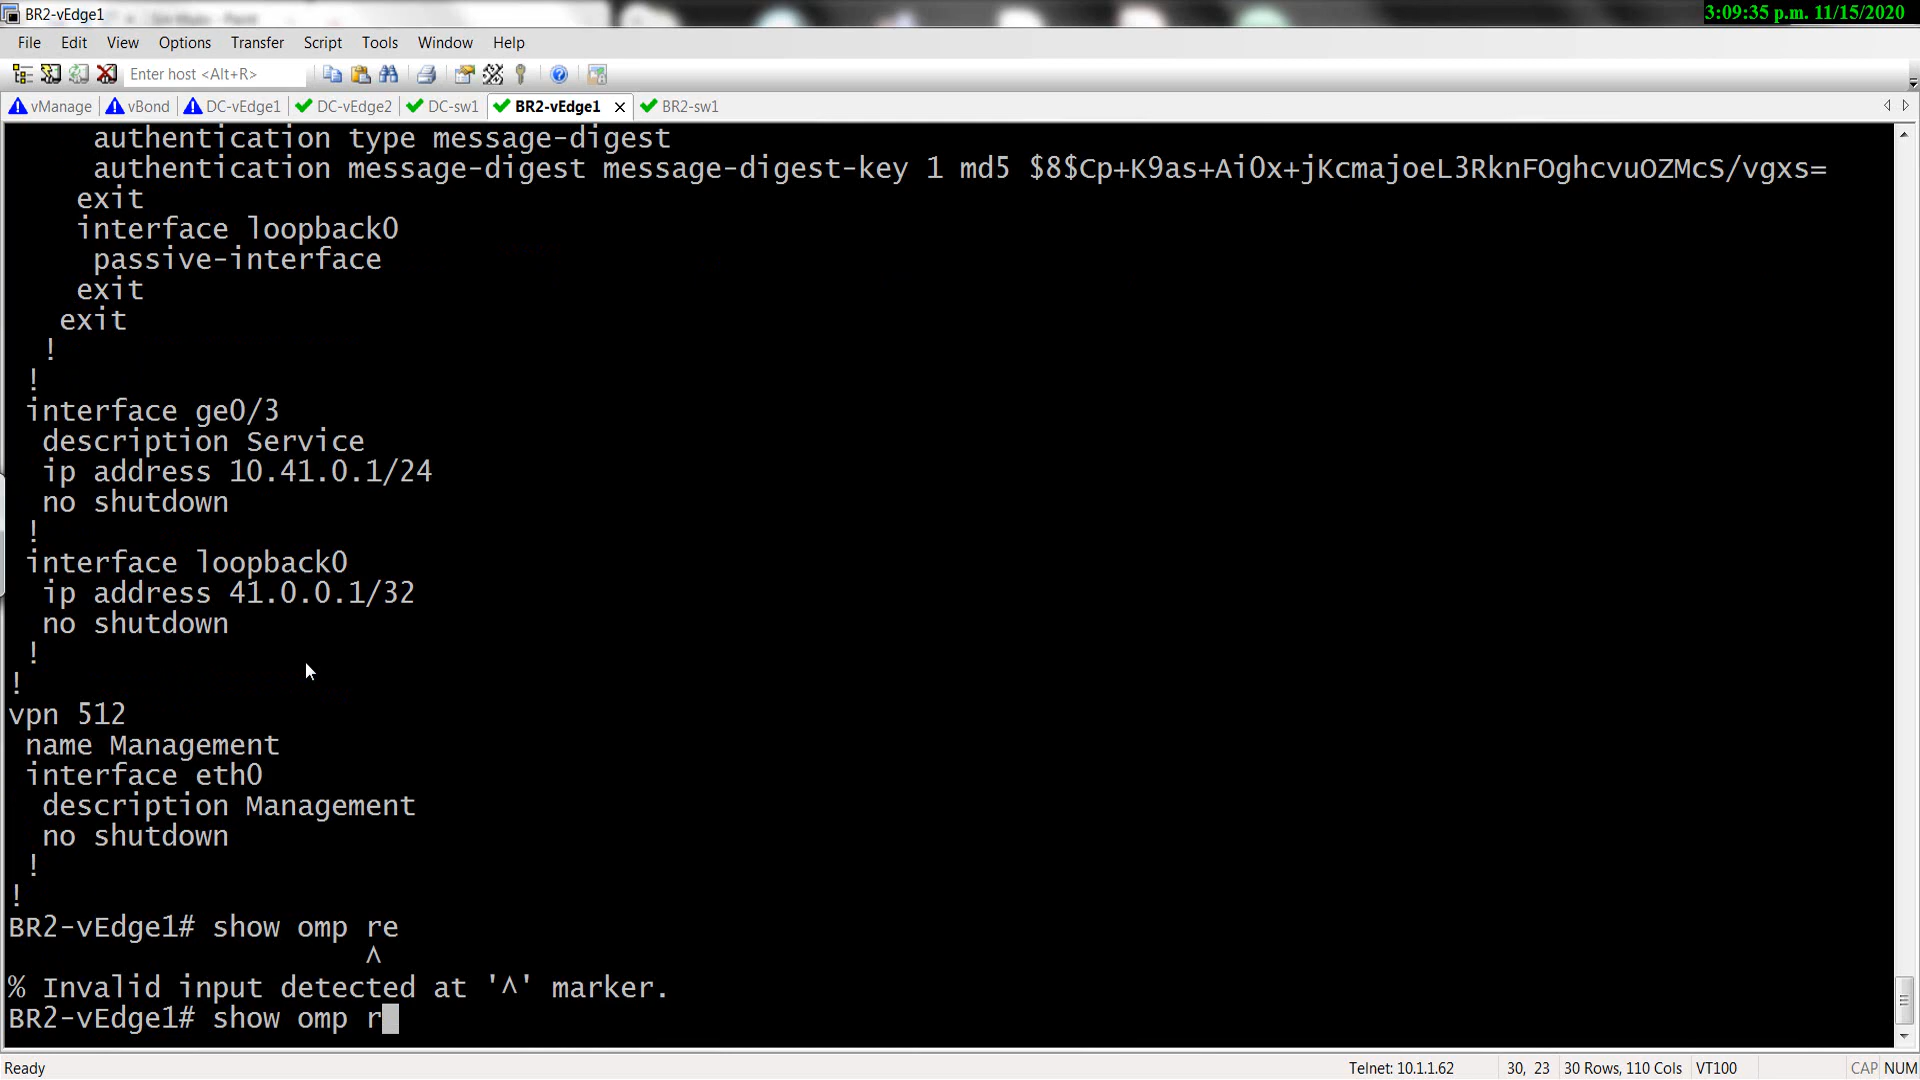 BR2-vEdge1
3:09:35 p.m. 11/15/2020
File Edit View Options Transfer Script Tools Window Help
Enter host <Alt+R>
vManage vBond DC-vEdge1 DC-vEdge2 DC-sw1 BR2-vEdge1 BR2-sw1
authentication type message-digest
authentication message-digest message-digest-key 1 md5 $8$Cp+K9as+Ai0x+jKcmajoeL3RknFOghcvuOZMcS/vgxs=
exit
interface loopback0
passive-interface
exit
exit
!
!
interface ge0/3
description Service
ip address 10.41.0.1/24
no shutdown
!
interface loopback0
ip address 41.0.0.1/32
no shutdown
!
!
vpn 512
name Management
interface eth0
description Management
no shutdown
!
!
BR2-vEdge1# show omp re
^
% Invalid input detected at '^' marker.
BR2-vEdge1# show omp r
Ready Telnet: 10.1.1.62 30, 23 30 Rows, 110 Cols VT100 CAP NUM